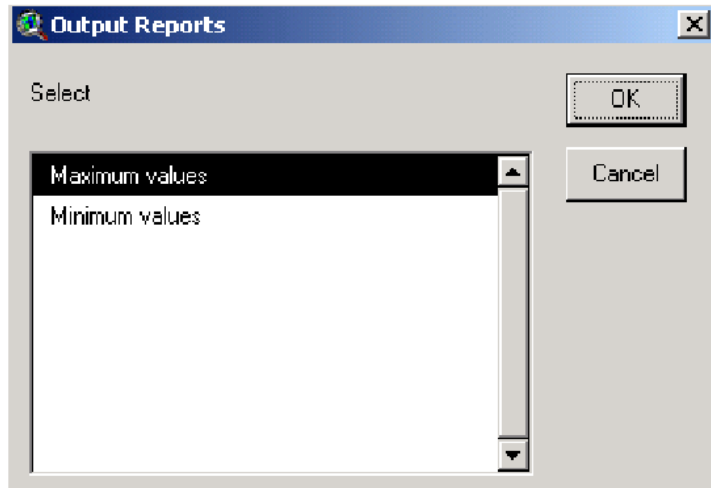 Output Reports
Select
OK
Maximum values
Cancel
Minimum values